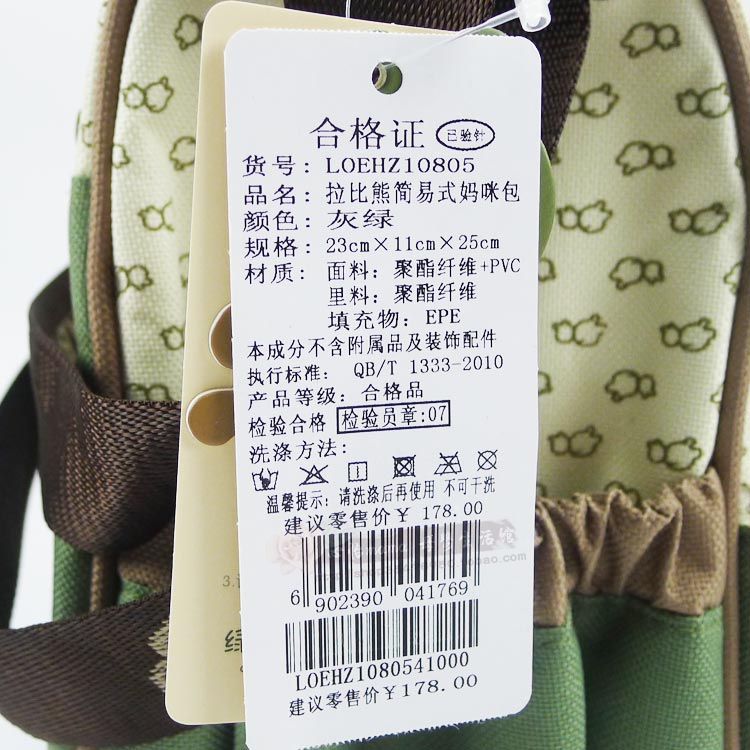 合格证 已验针
货号: LOEHZ10805
品名: 拉比熊简易式妈咪包
颜色: 灰绿
规格: 23cm×11cm×25cm
材质: 面料: 聚酯纤维+PVC
里料: 聚酯纤维
填充物: EPE
本成分不含附属品及装饰配件
执行标准: QB/T 1333-2010
产品等级: 合格品
检验合格 检验员章:07
洗涤方法:
温馨提示: 请洗涤后再使用 不可干洗
建议零售价￥ 178.00
6 902390 041769
LOEHZ1080541000
建议零售价￥178.00
3.